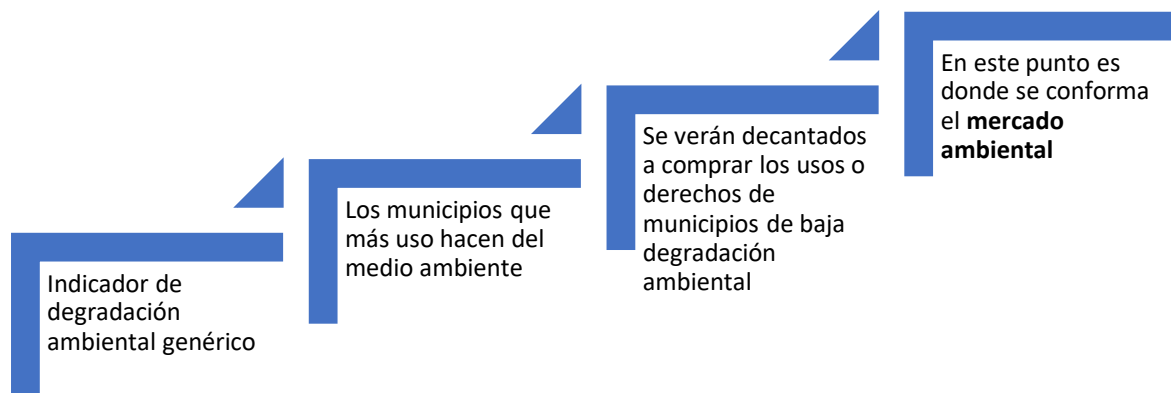 Indicador de
degradación
ambiental genérico
Los municipios que
más uso hacen del
medio ambiente
Se verán decantados
a comprar los usos o
derechos de
municipios de baja
degradación
ambiental
En este punto es
donde se conforma
el mercado
ambiental